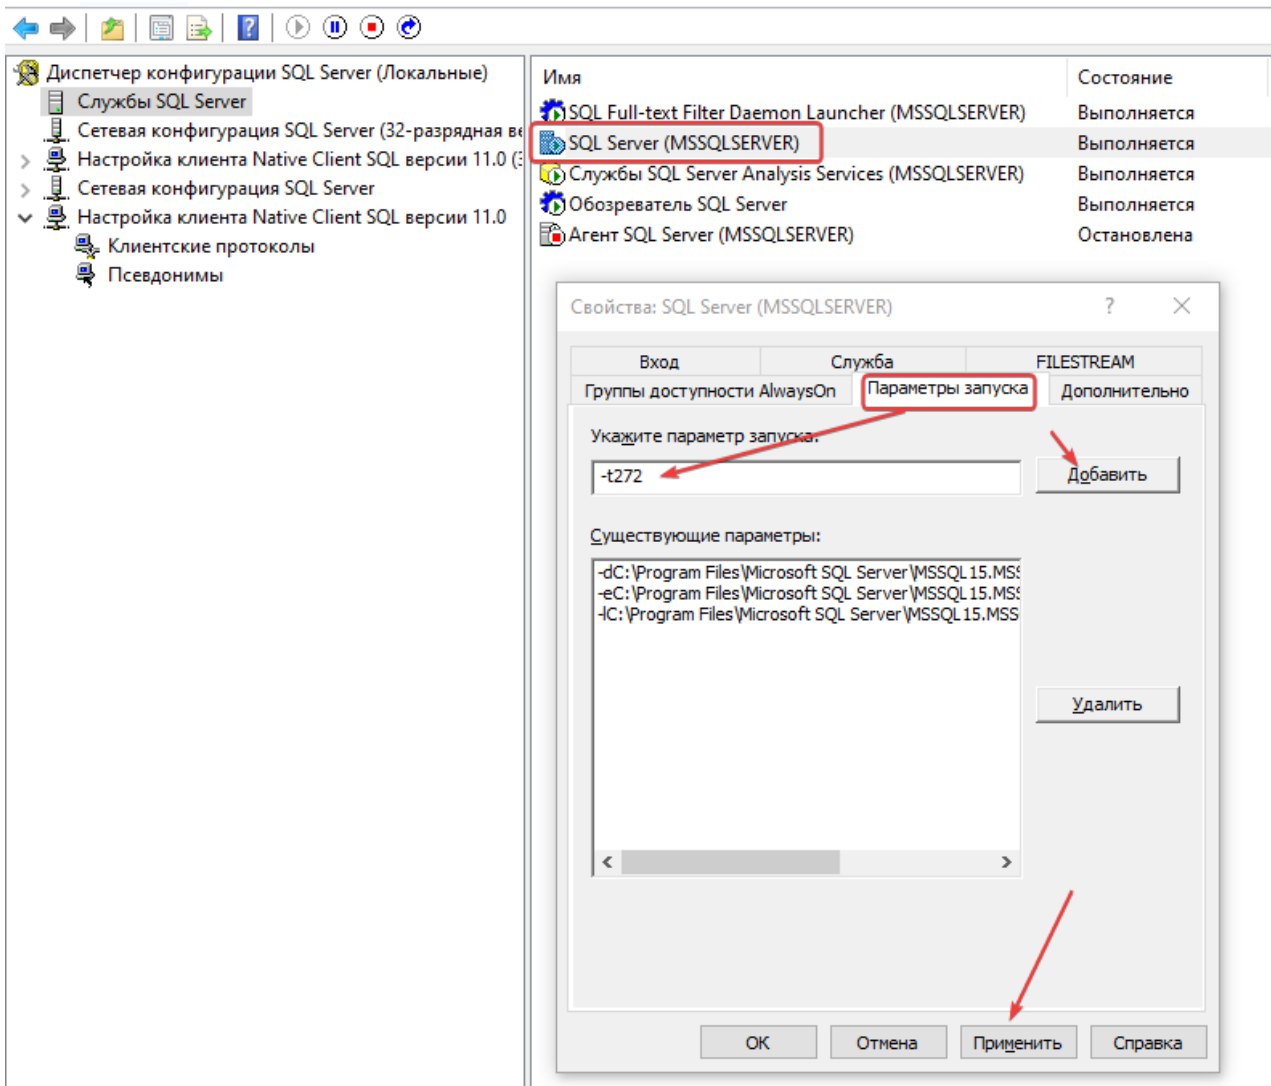 Диспетчер конфигурации SQL Server (Локальные)
Службы SQL Server
Сетевая конфигурация SQL Server (32-разрядная ве
Настройка клиента Native Client SQL версии 11.0 (3
Сетевая конфигурация SQL Server
Настройка клиента Native Client SQL версии 11.0
Клиентские протоколы
Псевдонимы
Имя Состояние
SQL Full-text Filter Daemon Launcher (MSSQLSERVER) Выполняется
SQL Server (MSSQLSERVER) Выполняется
Службы SQL Server Analysis Services (MSSQLSERVER) Выполняется
Обозреватель SQL Server Выполняется
Агент SQL Server (MSSQLSERVER) Остановлена
Свойства: SQL Server (MSSQLSERVER) ?
Вход Служба FILESTREAM
Группы доступности AlwaysOn Параметры запуска Дополнительно
Укажите параметр запуска:
-t272 Добавить
Существующие параметры:
-dC:\Program Files\Microsoft SQL Server\MSSQL15.MSS
-eC:\Program Files\Microsoft SQL Server\MSSQL15.MSS
-lC:\Program Files\Microsoft SQL Server\MSSQL15.MSS
Удалить
ОК Отмена Применить Справка